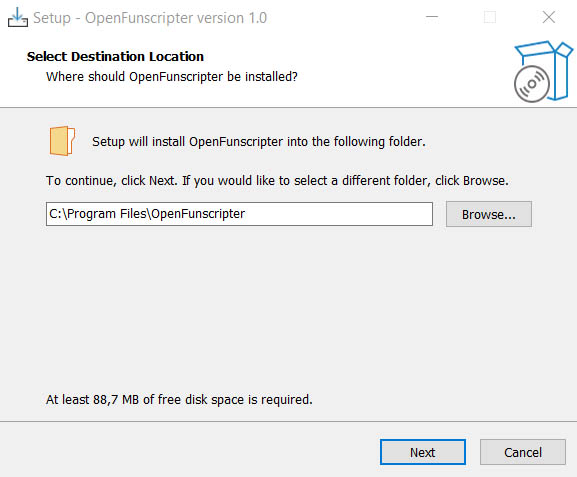 Setup - OpenFunscripter version 1.0
Select Destination Location
Where should OpenFunscripter be installed?
Setup will install OpenFunscripter into the following folder.
To continue, click Next. If you would like to select a different folder, click Browse.
C:\Program Files\OpenFunscripter
Browse...
At least 88,7 MB of free disk space is required.
Next
Cancel